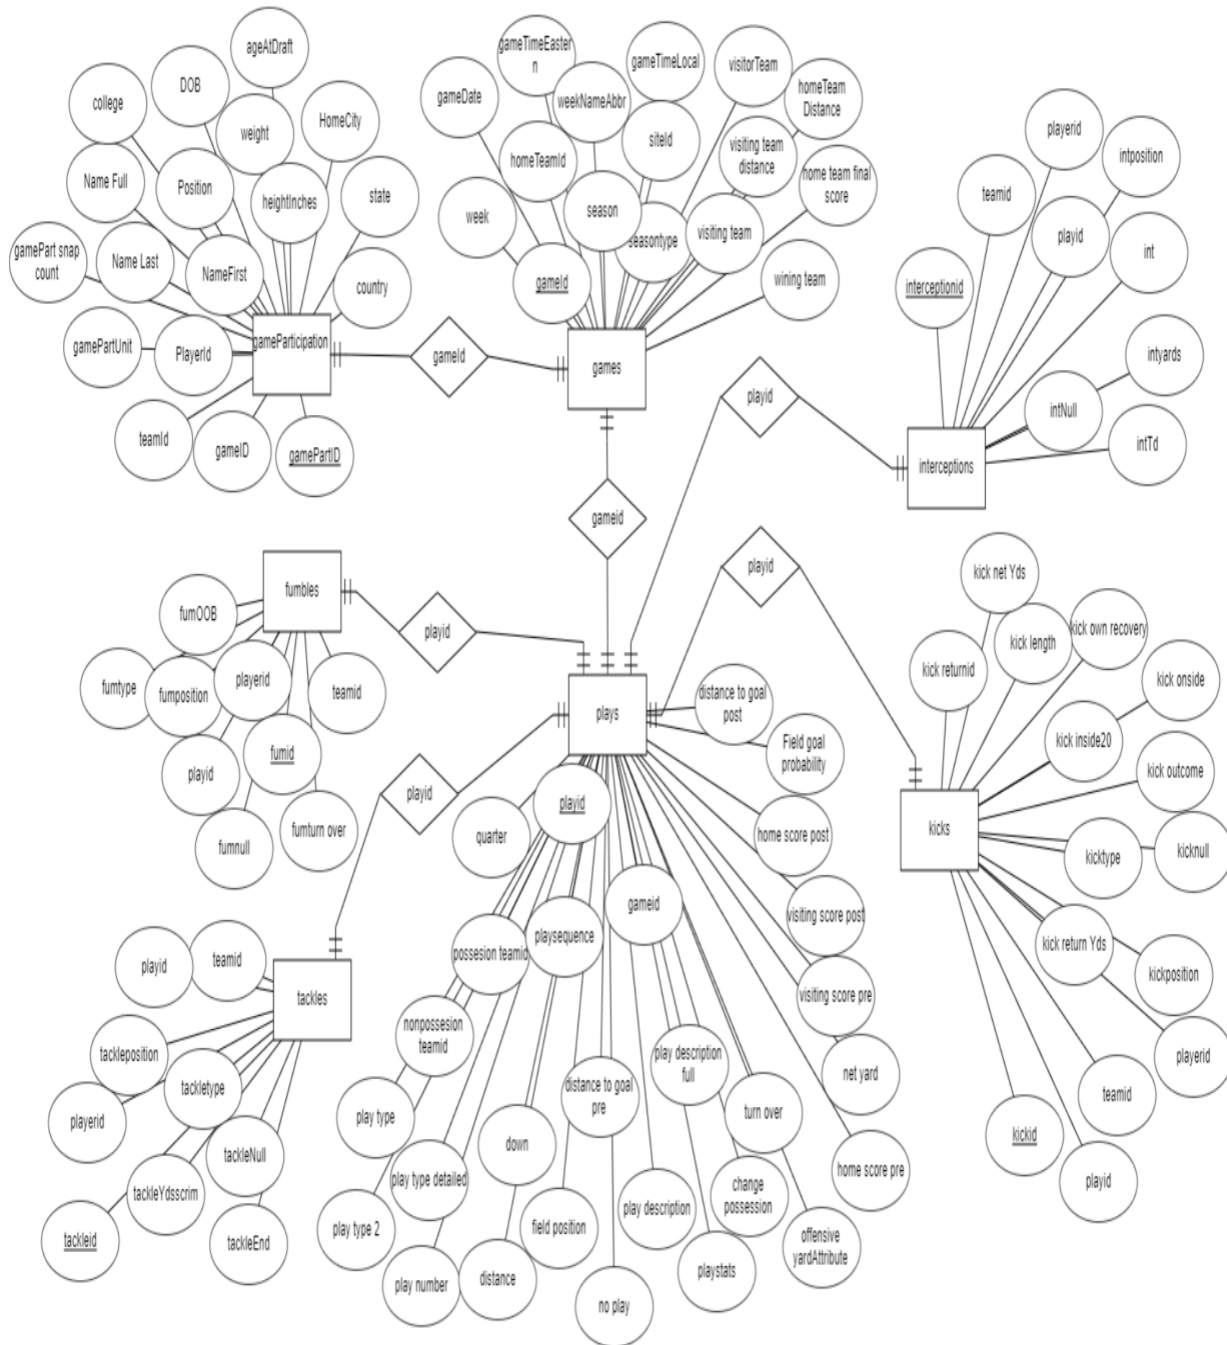 ageAtDraft
DOB
college
weight
HomeCity
Name Full
Position
heightInches
state
gamePart snap
count
Name Last
NameFirst
country
gameParticipation
gamePartUnit
PlayerId
teamId
gameID
gamePartID
gameId
gameTimeEaster
n
gameTimeLocal
visitorTeam
gameDate
weekNameAbbr
homeTeam
Distance
homeTeamId
siteId
visiting team
distance
home team final
score
week
season
seasontype
visiting team
gameId
wining team
games
playerid
intposition
teamid
playid
int
interceptionid
intyards
intNull
intTd
interceptions
playid
gameid
playid
fumbles
fumOOB
fumtype
fumposition
playerid
teamid
playid
fumid
fumnull
fumturn over
playid
kick net Yds
kick returnid
kick length
kick own recovery
kick onside
kick inside20
kick outcome
kicks
kicktype
kicknull
kick return Yds
kickposition
playerid
teamid
kickid
playid
plays
distance to goal
post
Field goal
probability
playid
playid
quarter
home score post
gameid
visiting score post
possesion teamid
playsequence
visiting score pre
nonpossesion
teamid
play description
full
net yard
distance to goal
pre
play type
turn over
down
home score pre
play type detailed
change
possession
play description
field position
offensive
yardAttribute
play type 2
playstats
play number
distance
no play
playid
teamid
tackles
tackleposition
tackletype
playerid
tackleNull
tackleYdsscrim
tackleid
tackleEnd